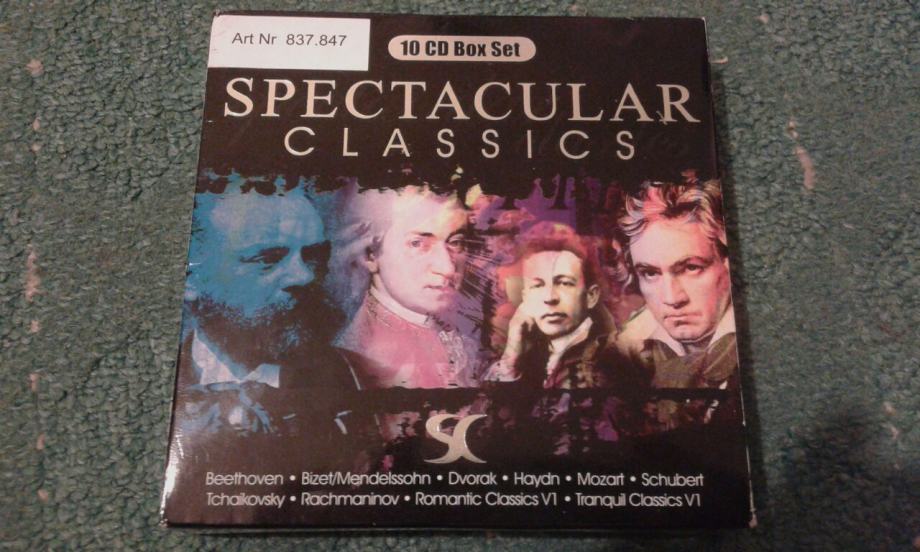 Art Nr 837.847
10 CD Box Set
SPECTACULAR
CLASSICS
SC
Beethoven • Bizet/Mendelssohn • Dvorak • Haydn • Mozart • Schubert
Tchaikovsky • Rachmaninov • Romantic Classics V1 • Tranquil Classics V1